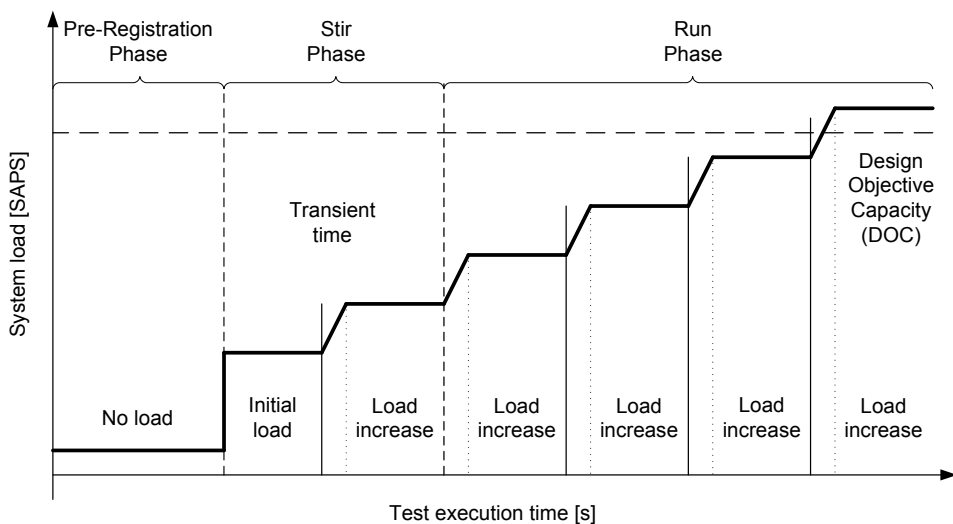 Pre-Registration
Phase
Stir
Phase
Run
Phase
System load [SAPS]
Transient
time
Design
Objective
Capacity
(DOC)
No load
Initial
load
Load
increase
Load
increase
Load
increase
Load
increase
Load
increase
Test execution time [s]